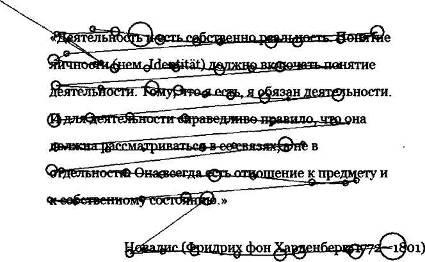 «Деятельность и есть собственно реальность. Понятие
личности (нем. Identität) должно включать понятие
деятельности. Тому, что я есть, я обязан деятельности.
И для деятельности справедливо правило, что она
должна рассматриваться в ее связях, а не в
отдельности. Она всегда есть отношение к предмету и
к собственному состоянию.»
Новалис (Фридрих фон Харденберг, 1772—1801)